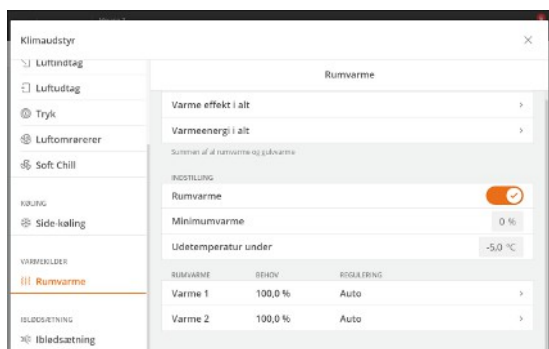 Klimaudstyr
Luftindtag
Luftudtag
Tryk
Luftomrørerer
Soft Chill
KØLING
Side-køling
VARMEKILDER
Rumvarme
IBLØDSÆTNING
Iblødsætning
Rumvarme
Varme effekt i alt
Varmeenergi i alt
Summen af al rumvarme og gulvvarme
INDSTILLING
Rumvarme
Minimumvarme 0 %
Udetemperatur under -5,0 °C
RUMVARME BEHOV REGULERING
Varme 1 100,0 % Auto
Varme 2 100,0 % Auto